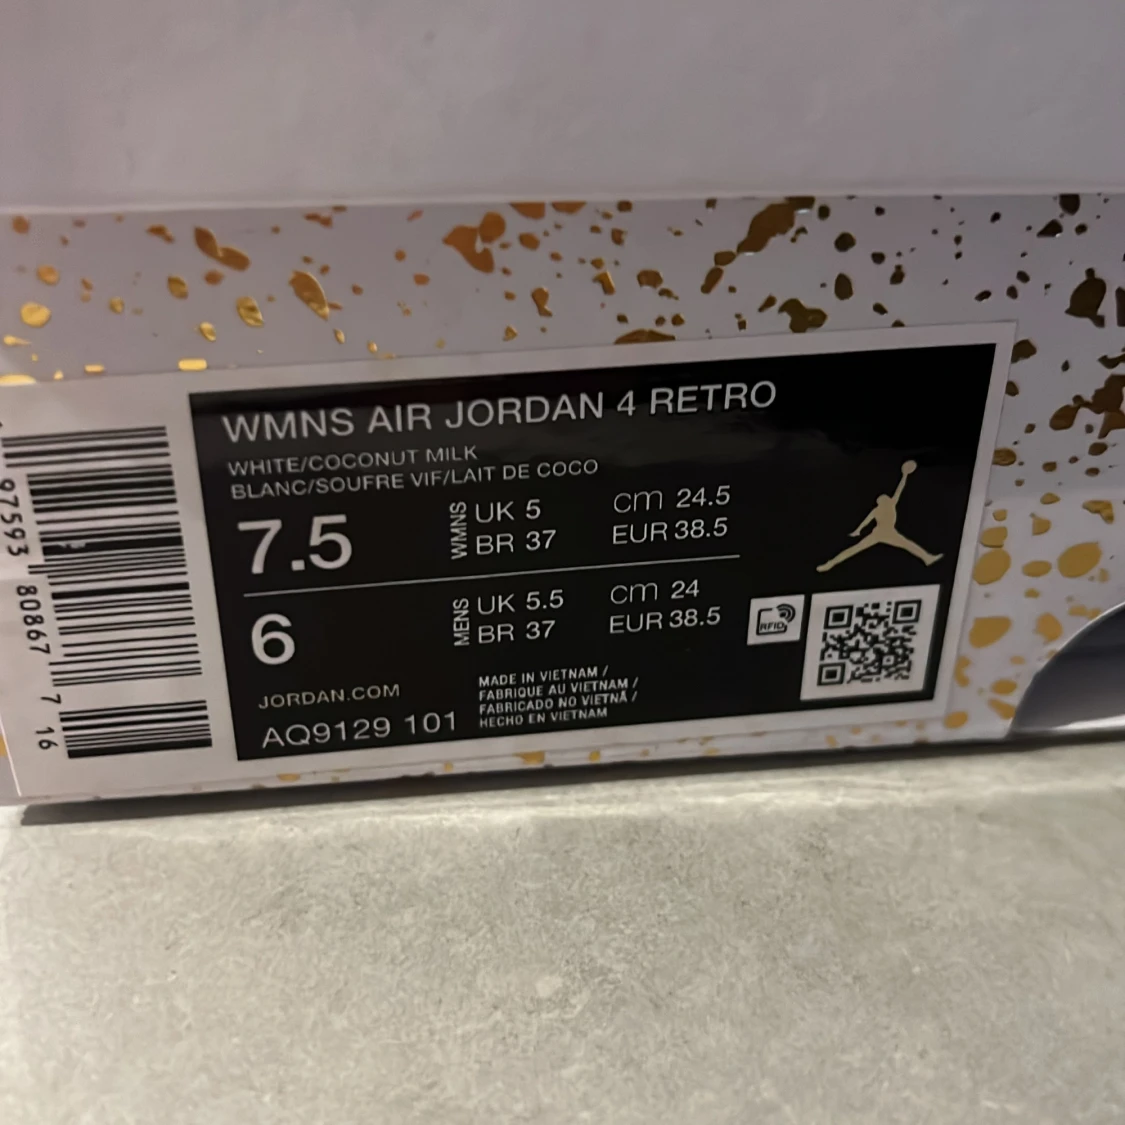 WMNS AIR JORDAN 4 RETRO
WHITE/COCONUT MILK
BLANC/SOUFRE VIF/LAIT DE COCO
7.5
WMNS
UK 5
cm 24.5
BR 37
EUR 38.5
6
MENS
UK 5.5
cm 24
BR 37
EUR 38.5
RFID
JORDAN.COM
AQ9129 101
MADE IN VIETNAM /
FABRIQUE AU VIETNAM /
FABRICADO NO VIETNÃ /
HECHO EN VIETNAM
97593 80867 7 16